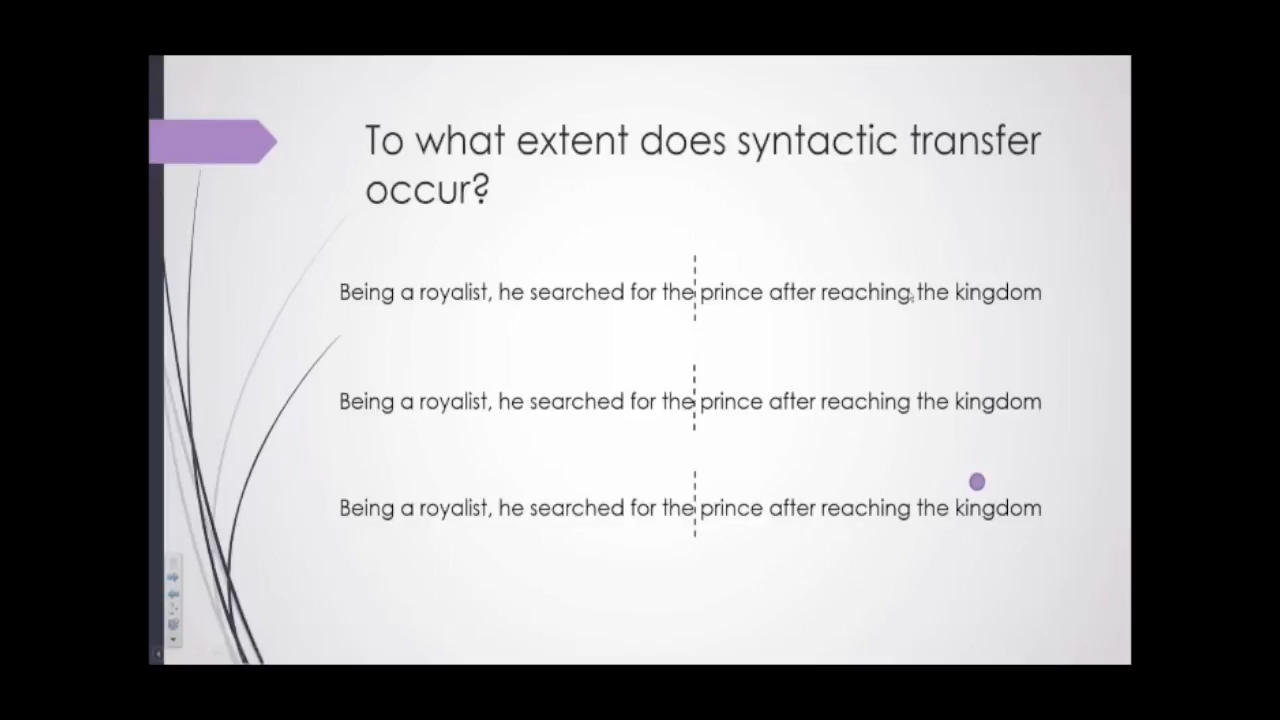 To what extent does syntactic transfer
occur?
Being a royalist, he searched for the prince after reaching the kingdom
Being a royalist, he searched for the prince after reaching the kingdom
Being a royalist, he searched for the prince after reaching the kingdom